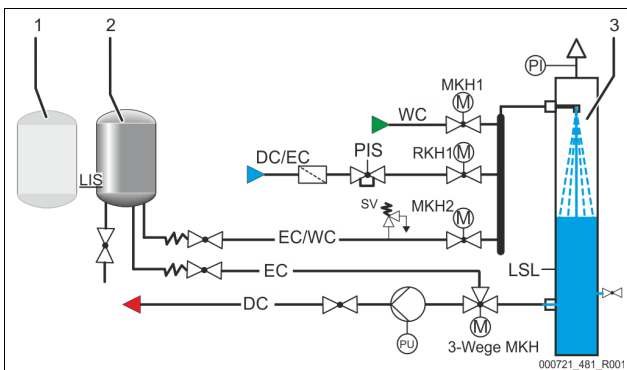 1
2
3
PI
MKH1
M
WC
DC/EC
PIS
RKH1
M
LIS
SV
MKH2
M
EC/WC
EC
LSL
DC
PU
M
3-Wege MKH
000721_481_R001